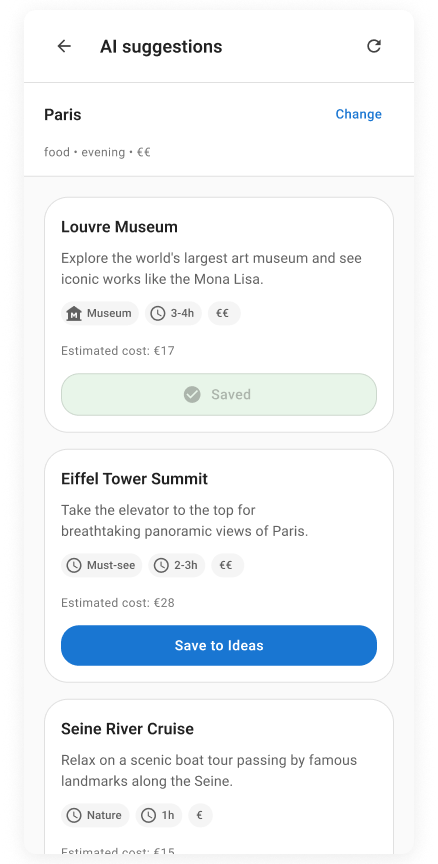 AI suggestions
Paris
Change
food • evening • €€
Louvre Museum
Explore the world's largest art museum and see
iconic works like the Mona Lisa.
Museum
3-4h
€€
Estimated cost: €17
Saved
Eiffel Tower Summit
Take the elevator to the top for
breathtaking panoramic views of Paris.
Must-see
2-3h
€€
Estimated cost: €28
Save to Ideas
Seine River Cruise
Relax on a scenic boat tour passing by famous
landmarks along the Seine.
Nature
1h
€
Estimated cost: €15